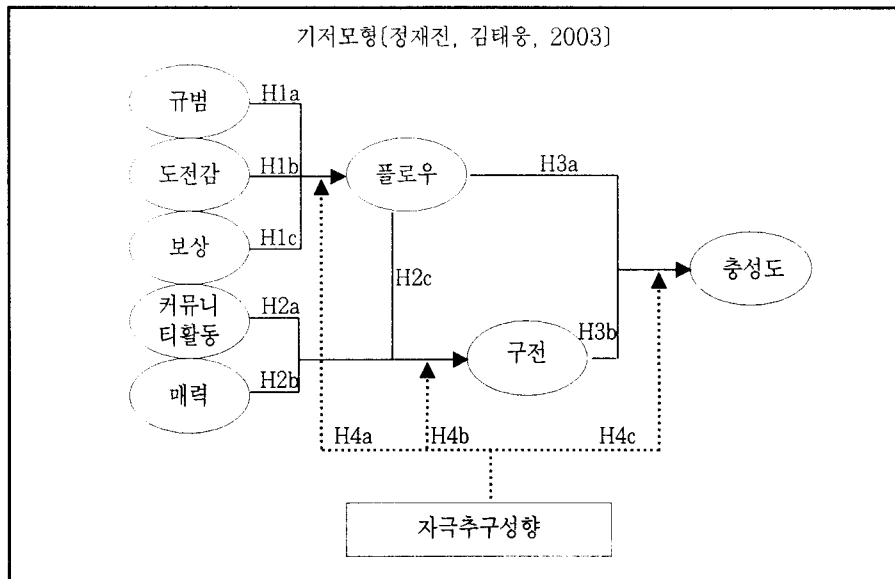 기저모형[정재진, 김태웅, 2003]
규범
H1a
도전감
H1b
플로우
H3a
보상
H1c
H2c
충성도
커뮤니
티활동
H2a
구전
H3b
매력
H2b
H4a
H4b
H4c
자극추구성향